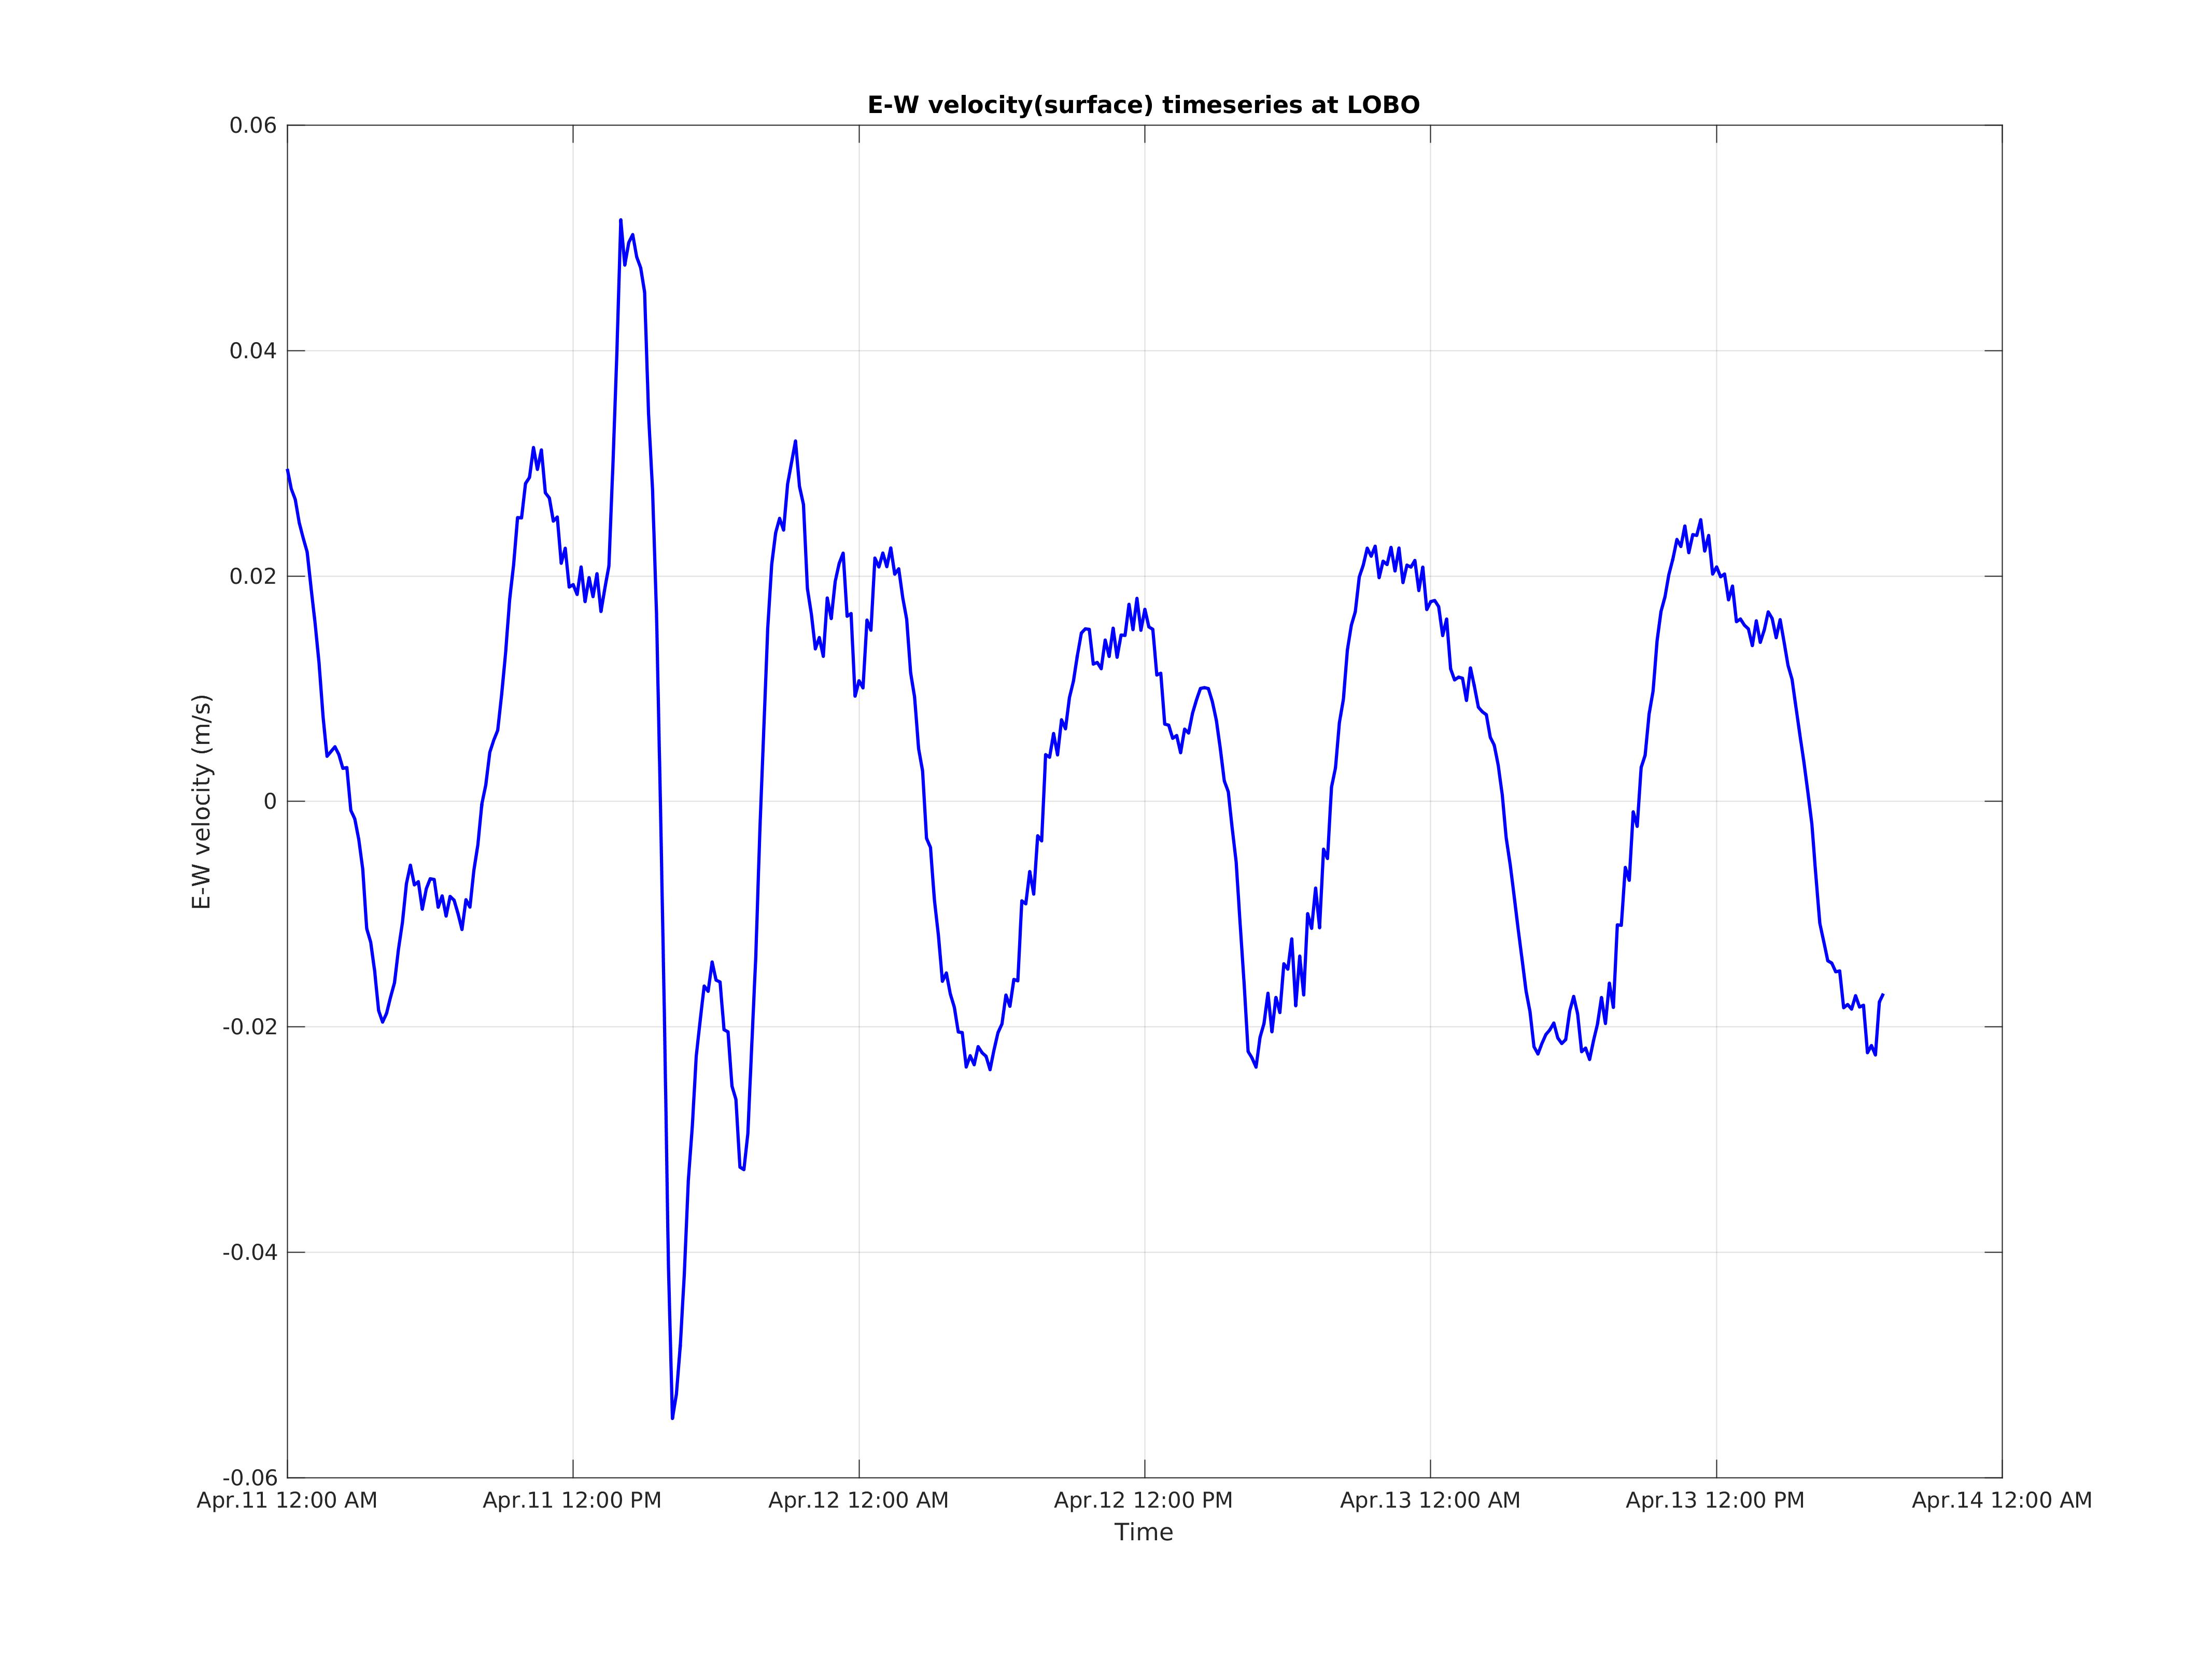 E-W velocity(surface) timeseries at LOBO
0.06
0.04
0.02
0
-0.02
-0.04
-0.06
E-W velocity (m/s)
Apr.11 12:00 AM
Apr.11 12:00 PM
Apr.12 12:00 AM
Apr.12 12:00 PM
Apr.13 12:00 AM
Apr.13 12:00 PM
Apr.14 12:00 AM
Time